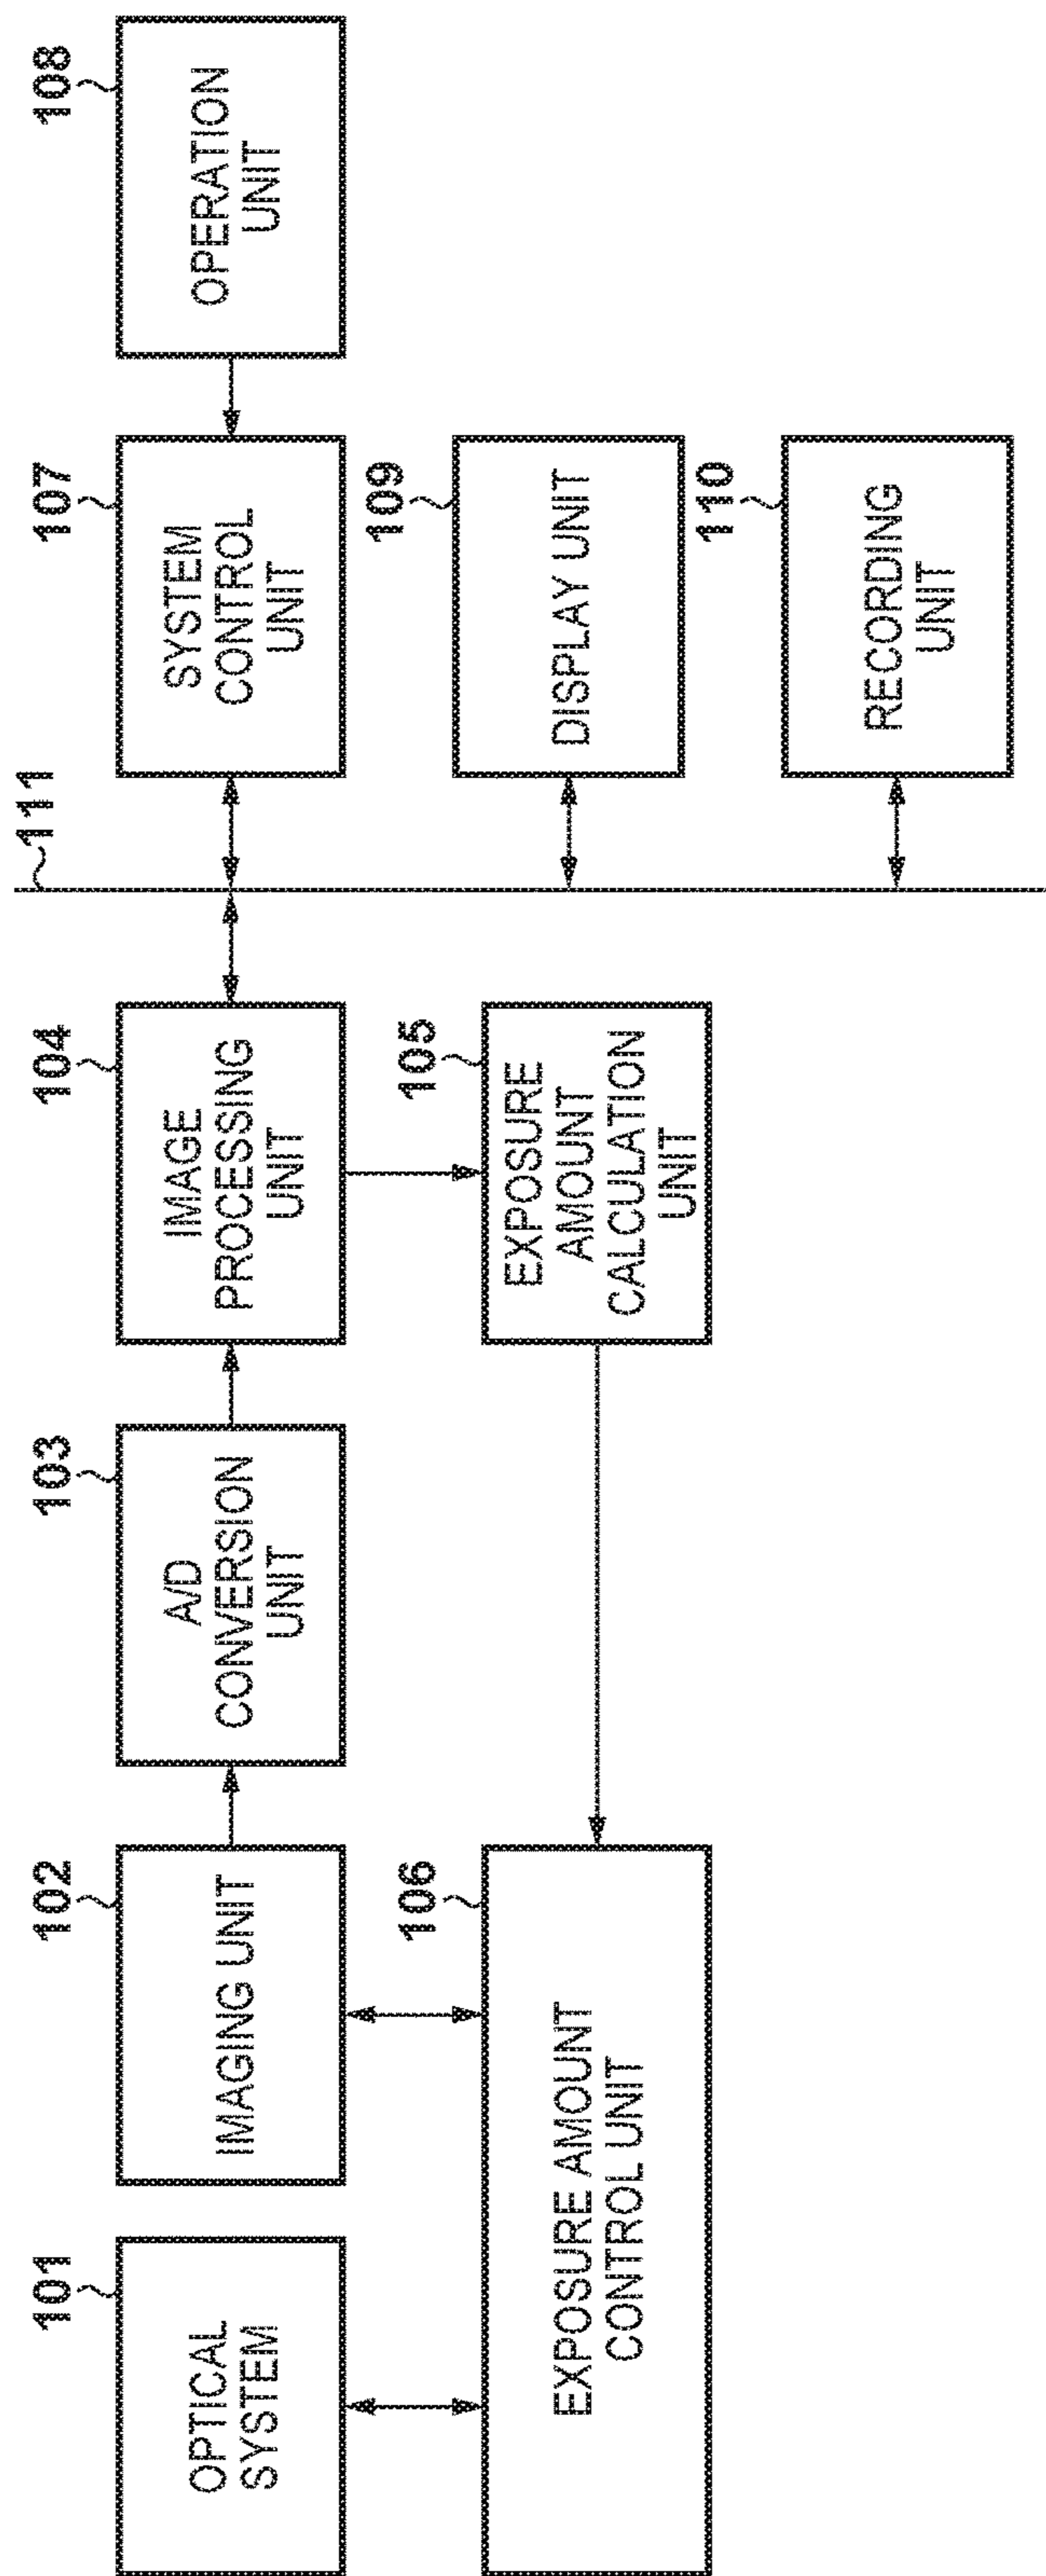 101
OPTICAL
SYSTEM
102
IMAGING UNIT
103
A/D
CONVERSION
UNIT
104
IMAGE
PROCESSING
UNIT
111
107
SYSTEM
CONTROL
UNIT
108
OPERATION
UNIT
106
EXPOSURE AMOUNT
CONTROL UNIT
105
EXPOSURE
AMOUNT
CALCULATION
UNIT
109
DISPLAY UNIT
110
RECORDING
UNIT